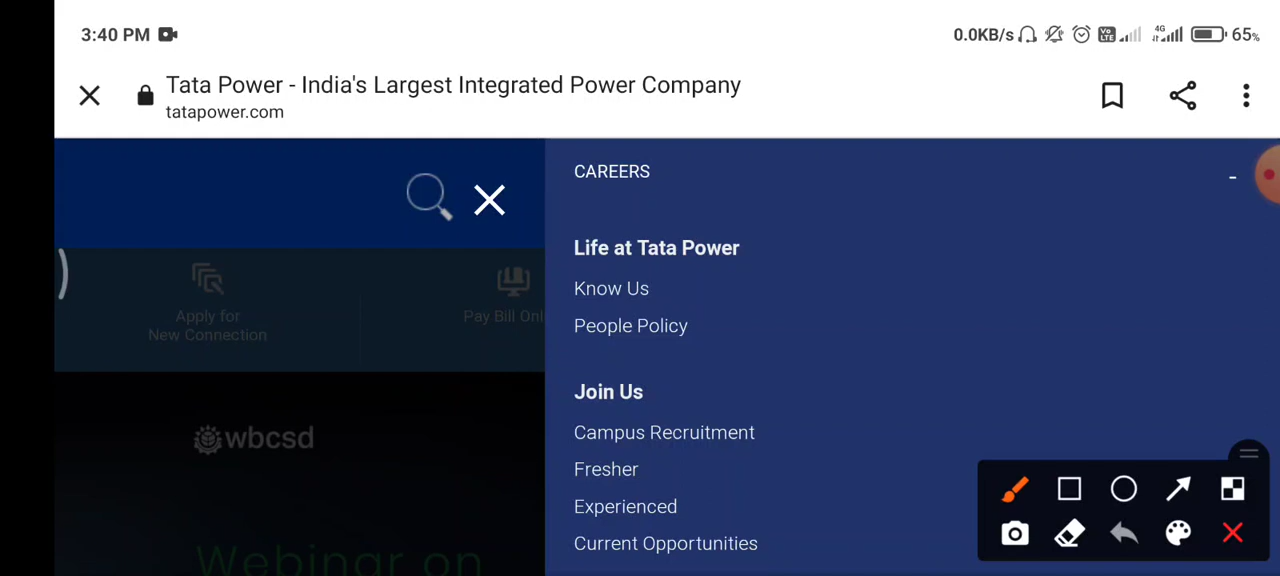 3:40 PM
0.0KB/s
Vo
LTE
4G
65%
Tata Power - India's Largest Integrated Power Company
tatapower.com
CAREERS
-
Life at Tata Power
Know Us
People Policy
Join Us
Campus Recruitment
Fresher
Experienced
Current Opportunities
Apply for
New Connection
Pay Bill Onl
wbcsd
Webinar on